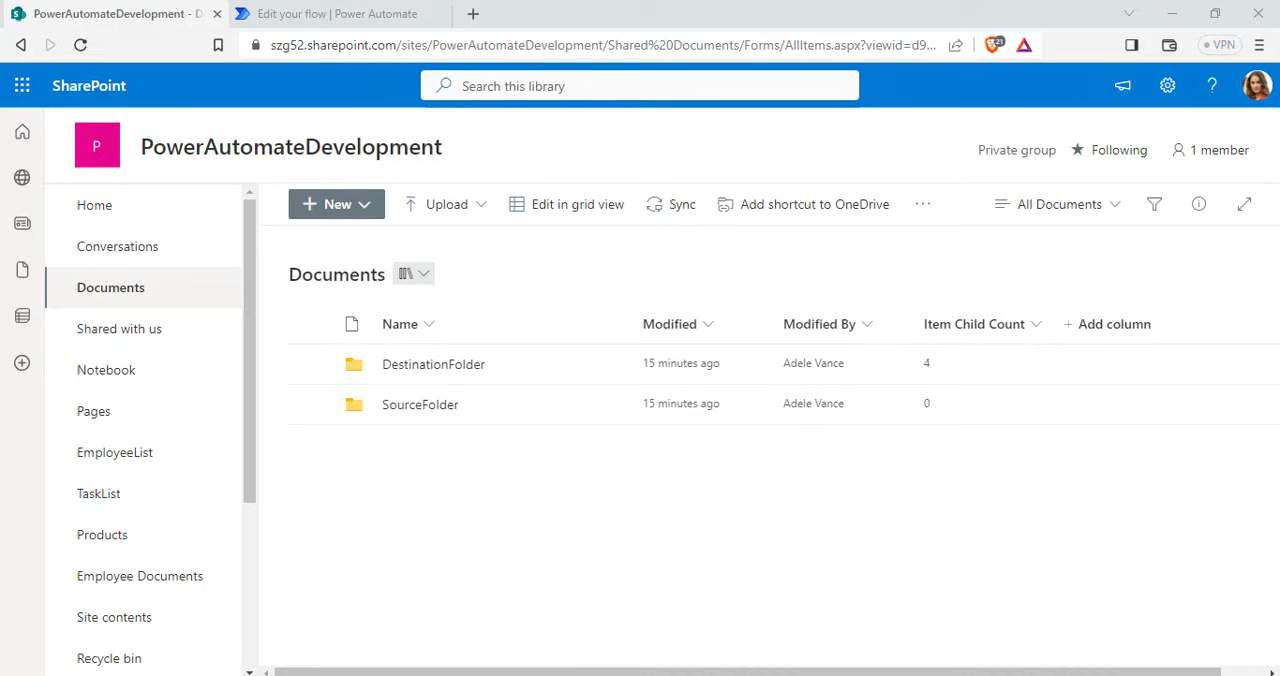 PowerAutomateDevelopment - D
Edit your flow | Power Automate
szg52.sharepoint.com/sites/PowerAutomateDevelopment/Shared%20Documents/Forms/AllItems.aspx?viewid=d9...
21
VPN
SharePoint
Search this library
P
PowerAutomateDevelopment
Private group
Following
1 member
Home
Conversations
Documents
Shared with us
Notebook
Pages
EmployeeList
TaskList
Products
Employee Documents
Site contents
Recycle bin
New
Upload
Edit in grid view
Sync
Add shortcut to OneDrive
...
All Documents
Documents
Name
Modified
Modified By
Item Child Count
+ Add column
DestinationFolder
15 minutes ago
Adele Vance
4
SourceFolder
15 minutes ago
Adele Vance
0